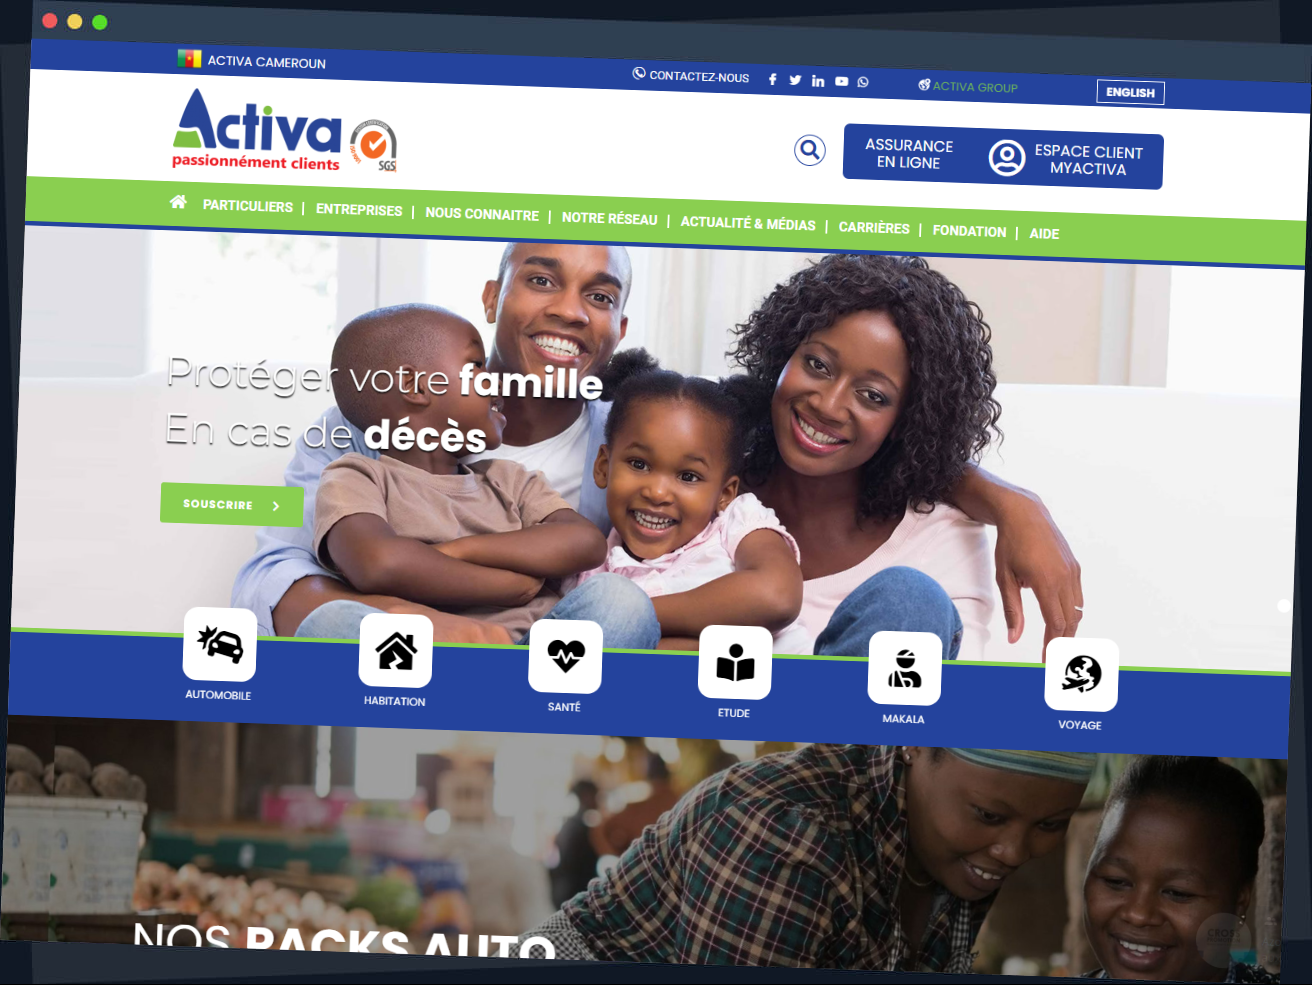 ACTIVA CAMEROUN
CONTACTEZ-NOUS
ACTIVA GROUP
ENGLISH
Activa
passionnément clients
SGS
ASSURANCE
EN LIGNE
ESPACE CLIENT
MYACTIVA
PARTICULIERS | ENTREPRISES | NOUS CONNAITRE | NOTRE RÉSEAU | ACTUALITÉ & MÉDIAS | CARRIÈRES | FONDATION | AIDE
Protéger votre famille
En cas de décès
SOUSCRIRE
AUTOMOBILE
HABITATION
SANTÉ
ETUDE
MAKALA
VOYAGE
NOS PACKS AUTO
CROSS